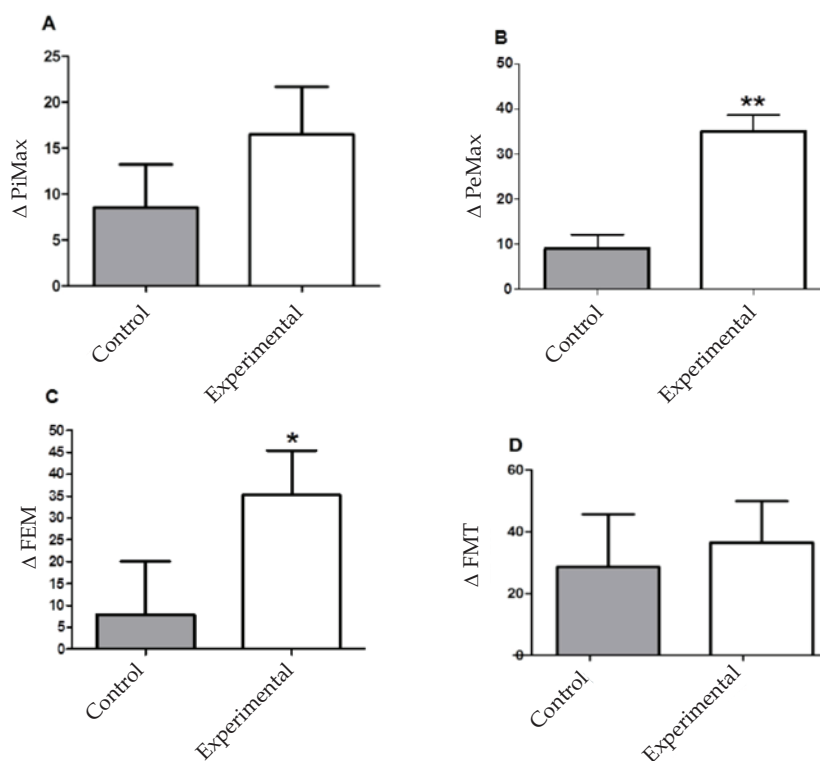 A
25
20
15
10
5
0
Δ PiMax
Control
Experimental
B
50
40
30
20
10
0
Δ PeMax
**
Control
Experimental
C
50
45
40
35
30
25
20
15
10
5
0
Δ FEM
*
Control
Experimental
D
60
40
20
0
Δ FMT
Control
Experimental